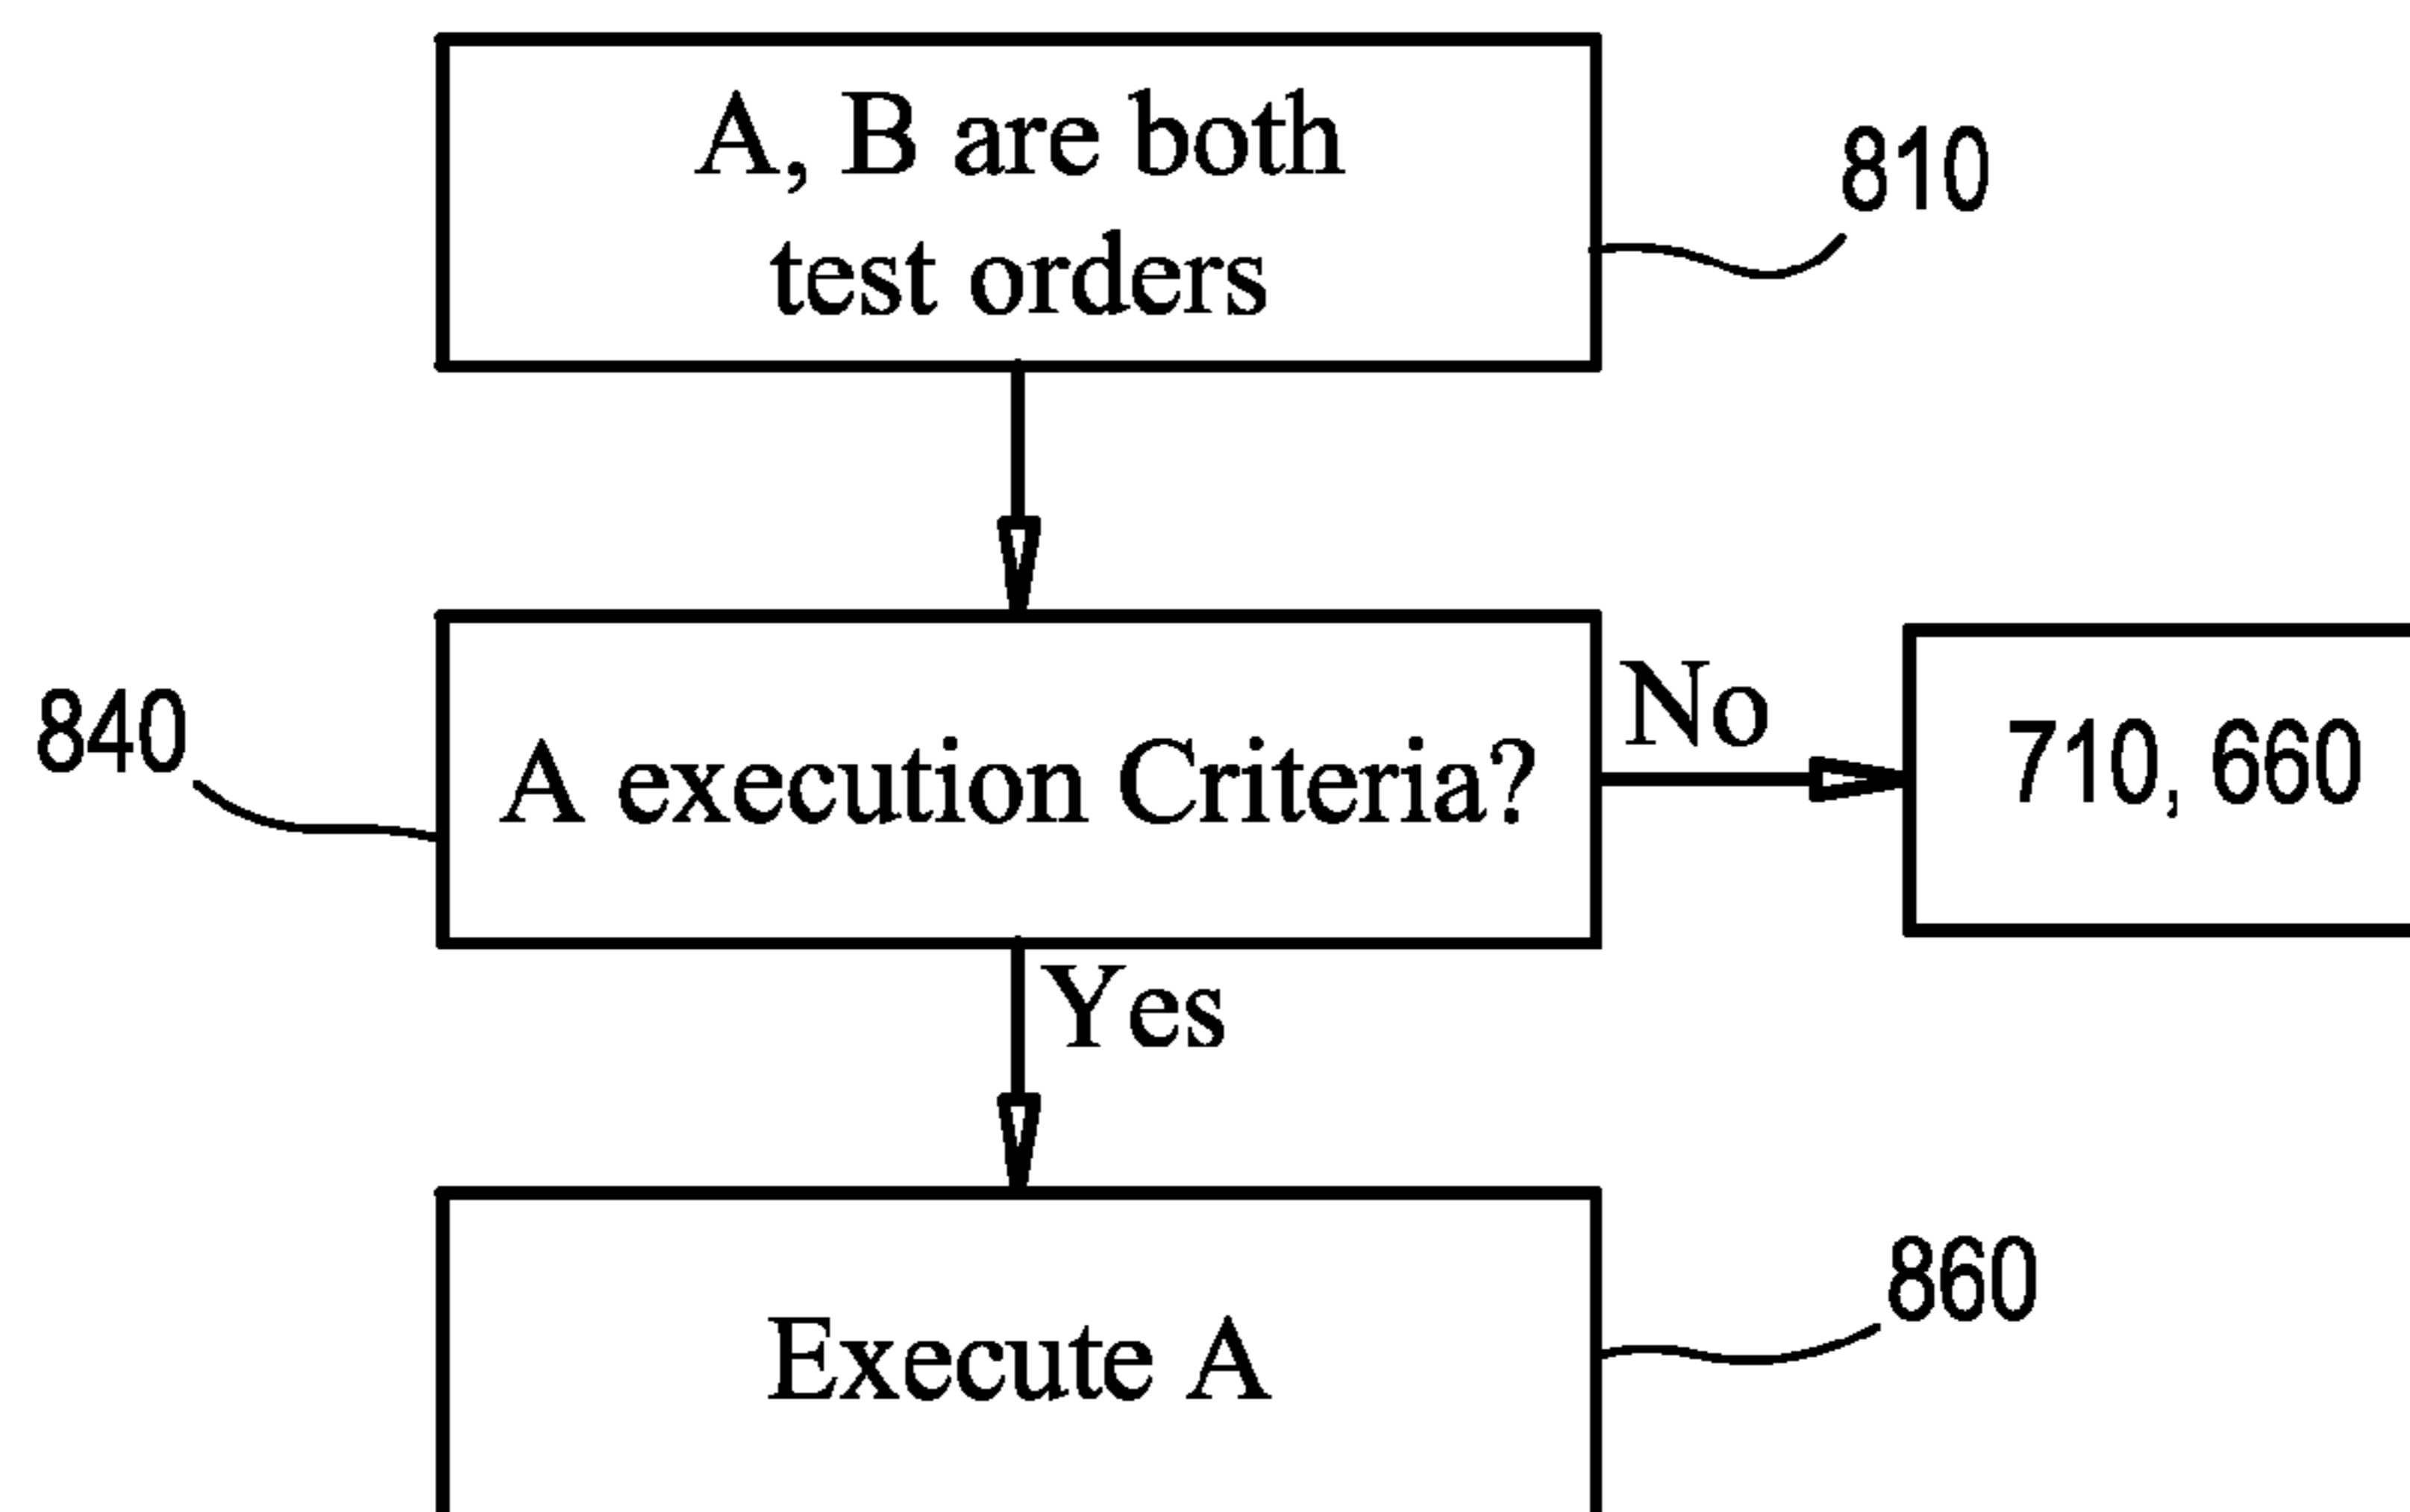 A, B are both
test orders
810
840
A execution Criteria?
No
710, 660
Yes
860
Execute A